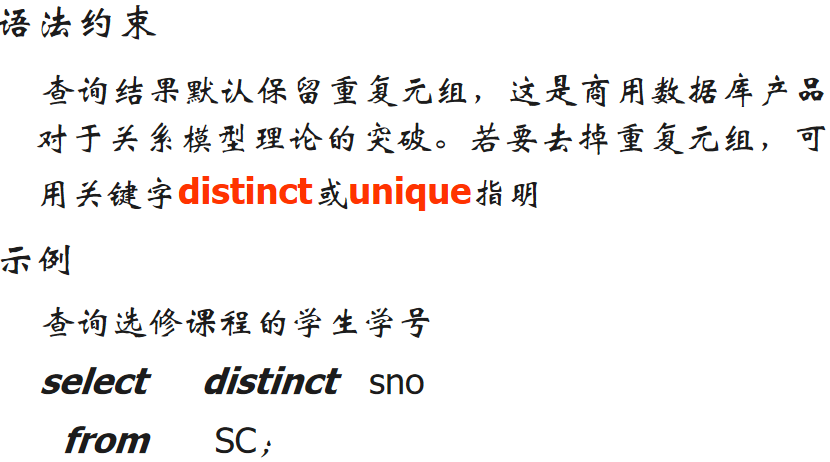 语法约束
查询结果默认保留重复元组，这是商用数据库产品
对于关系模型理论的突破。若要去掉重复元组，可
用关键字distinct或unique指明
示例
查询选修课程的学生学号
select distinct sno
from SC;